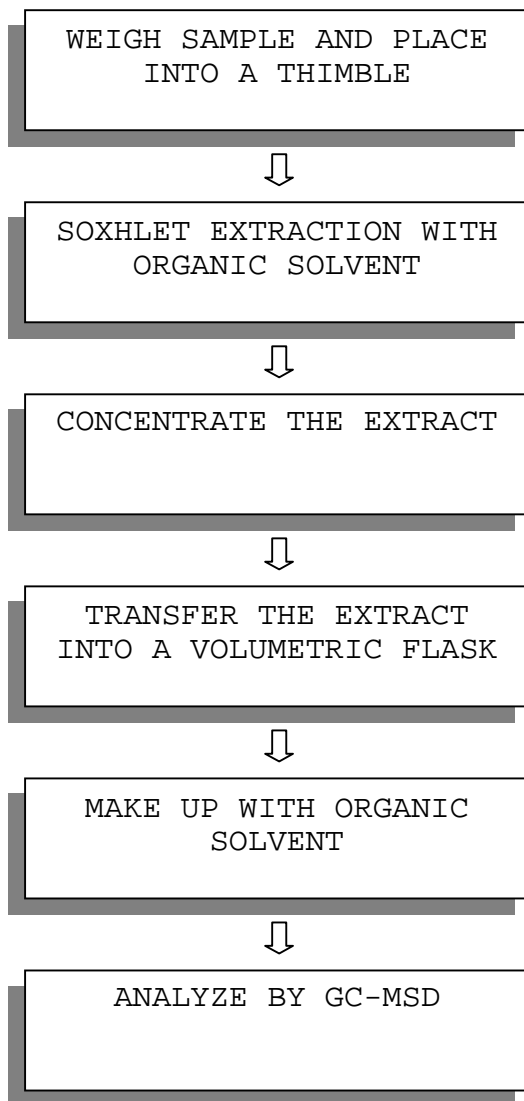 WEIGH SAMPLE AND PLACE
INTO A THIMBLE
SOXHLET EXTRACTION WITH
ORGANIC SOLVENT
CONCENTRATE THE EXTRACT
TRANSFER THE EXTRACT
INTO A VOLUMETRIC FLASK
MAKE UP WITH ORGANIC
SOLVENT
ANALYZE BY GC-MSD